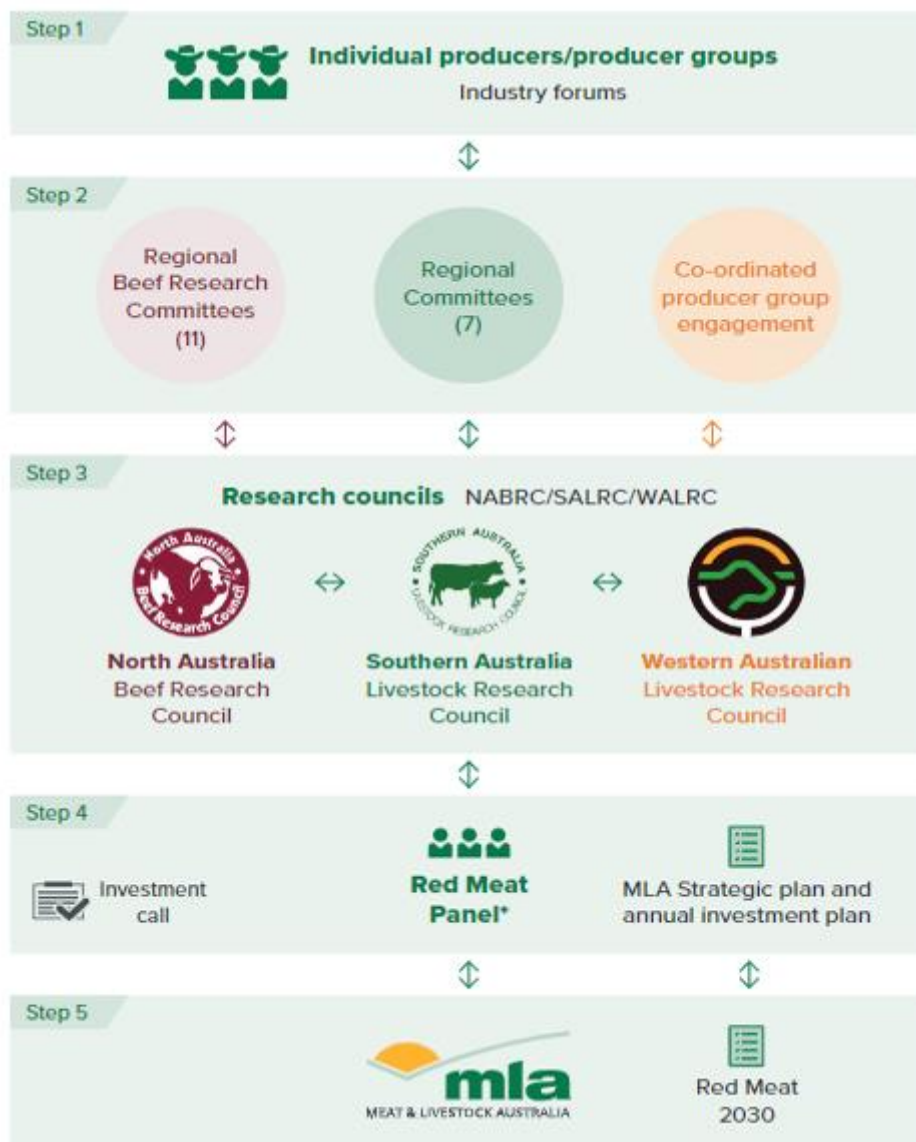 Step 1
Individual producers/producer groups
Industry forums
Step 2
Regional
Beef Research
Committees
(11)
Regional
Committees
(7)
Co-ordinated
producer group
engagement
Step 3
Research councils NABRC/SALRC/WALRC
North Australia
Beef Research Council
SOUTHERN AUSTRALIA
LIVESTOCK RESEARCH COUNCIL
North Australia
Beef Research
Council
Southern Australia
Livestock Research
Council
Western Australian
Livestock Research
Council
Step 4
Investment
call
Red Meat
Panel*
MLA Strategic plan and
annual investment plan
Step 5
mla
MEAT & LIVESTOCK AUSTRALIA
Red Meat
2030